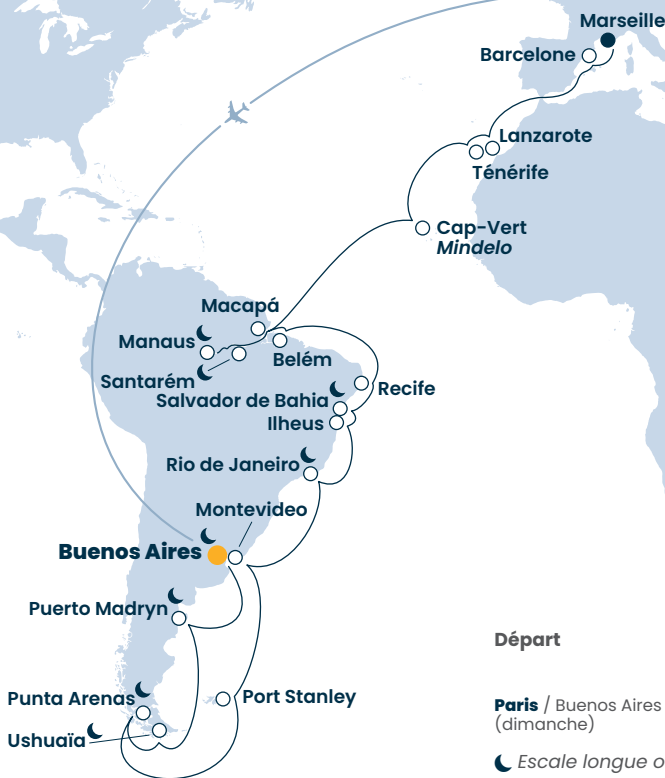 Marseille
Barcelone
Lanzarote
Ténérife
Cap-Vert
Mindelo
Macapá
Manaus
Belém
Santarém
Recife
Salvador de Bahia
Ilheus
Rio de Janeiro
Montevideo
Buenos Aires
Puerto Madryn
Départ
Punta Arenas
Port Stanley
Paris / Buenos Aires
(dimanche)
Ushuaïa
Escale longue o